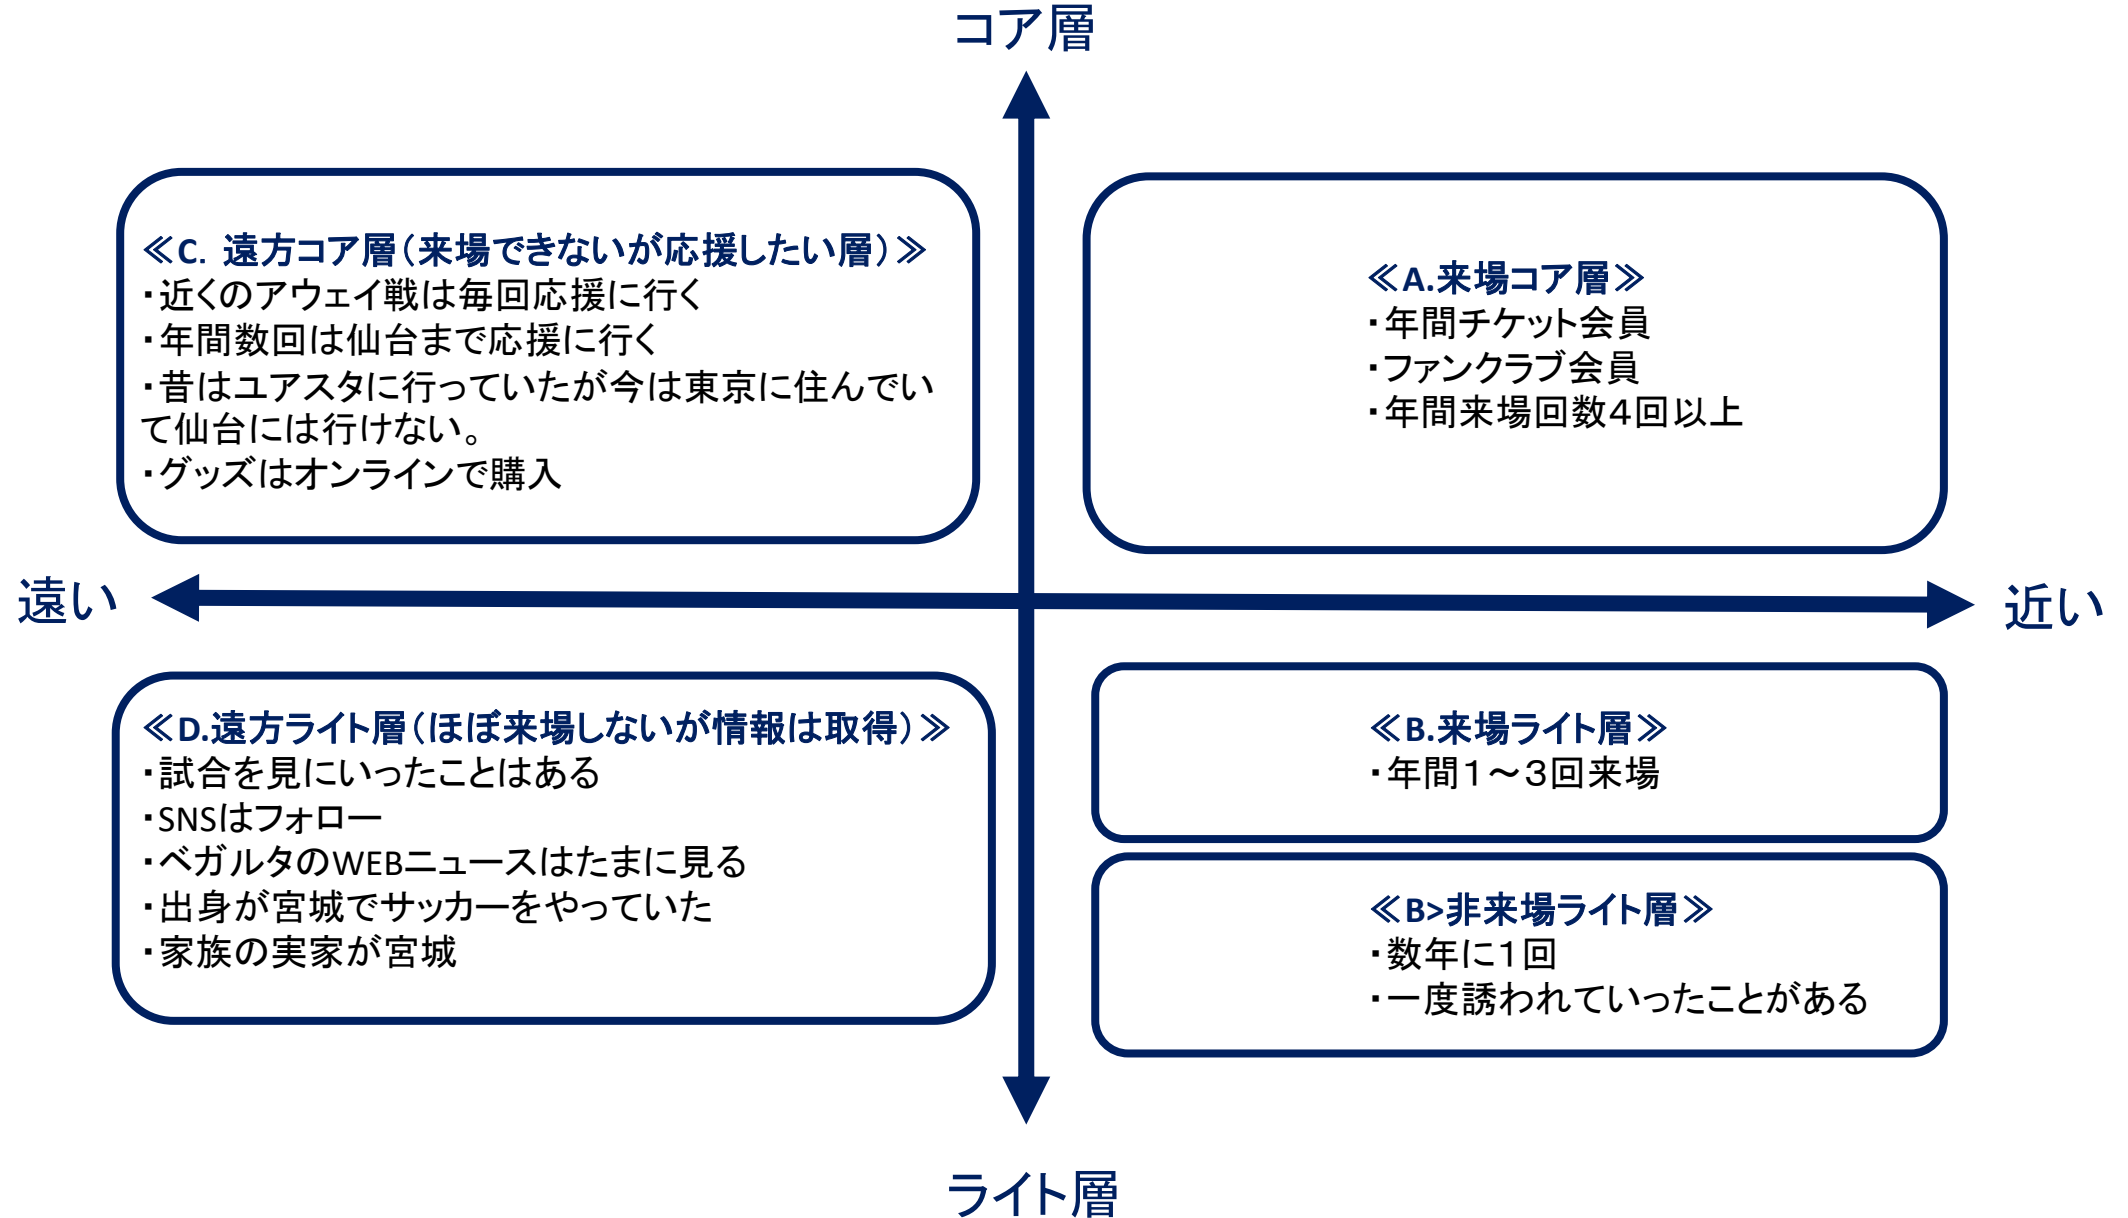 コア層
≪C．遠方コア層（来場できないが応援したい層）≫
・近くのアウェイ戦は毎回応援に行く
・年間数回は仙台まで応援に行く
・昔はユアスタに行っていたが今は東京に住んでい
て仙台には行けない。
・グッズはオンラインで購入
≪A.来場コア層≫
・年間チケット会員
・ファンクラブ会員
・年間来場回数４回以上
遠い
近い
≪D.遠方ライト層（ほぼ来場しないが情報は取得）≫
・試合を見にいったことはある
・SNSはフォロー
・ベガルタのWEBニュースはたまに見る
・出身が宮城でサッカーをやっていた
・家族の実家が宮城
≪B.来場ライト層≫
・年間１～３回来場
≪B>非来場ライト層≫
・数年に１回
・一度誘われていったことがある
ライト層